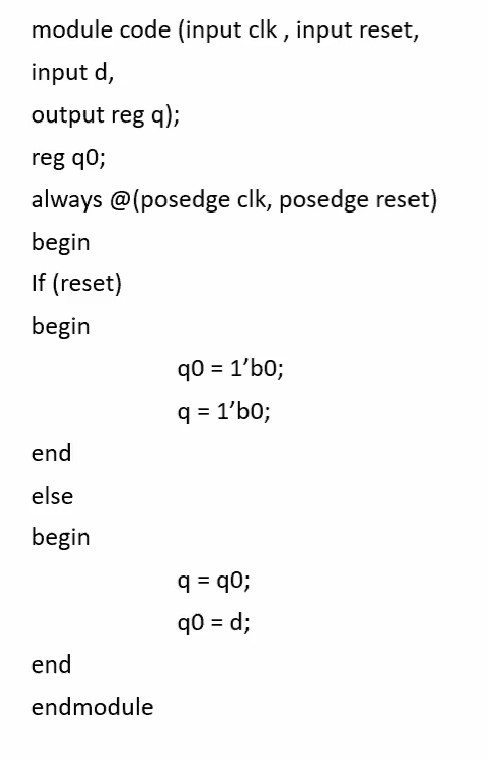 module code (input clk , input reset,
input d,
output reg q);
reg q0;
always @(posedge clk, posedge reset)
begin
If (reset)
begin
q0 = 1’b0;
q = 1’b0;
end
else
begin
q = q0;
q0 = d;
end
endmodule